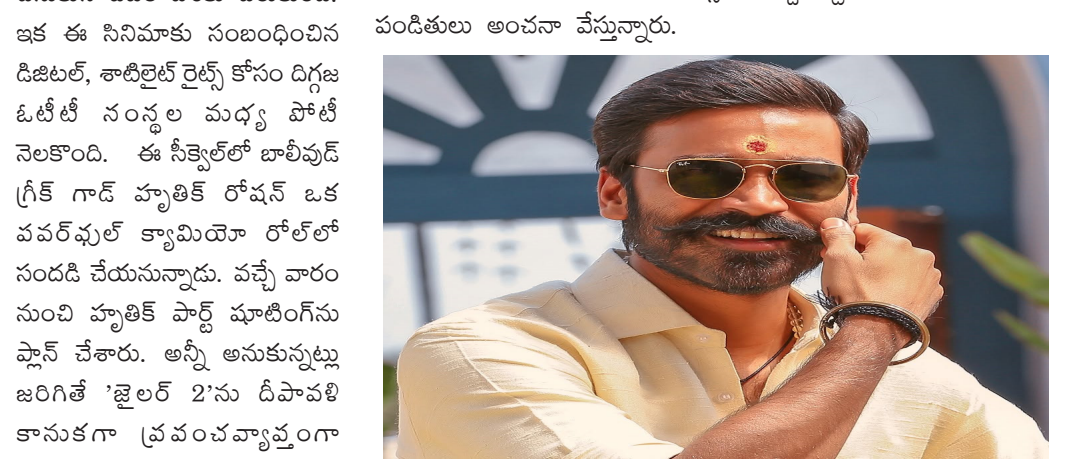 ఇక ఈ సినిమాకు సంబంధించిన
డిజిటల్, శాటిలైట్ రైట్స్ కోసం దిగ్గజ
ఓటీటీ సంస్థల మధ్య పోటీ
నెలకొంది. ఈ సీక్వెల్‌లో బాలీవుడ్
గ్రీక్ గాడ్ హృతిక్ రోషన్ ఒక
పవర్‌ఫుల్ క్యామియో రోల్‌లో
సందడి చేయనున్నాడు. వచ్చే వారం
నుంచి హృతిక్ పార్ట్ షూటింగ్‌ను
ప్లాన్ చేశారు. అన్నీ అనుకున్నట్లు
జరిగితే 'జైలర్ 2'ను దీపావళి
కానుకగా ప్రపంచవ్యాప్తంగా
పండితులు అంచనా వేస్తున్నారు.